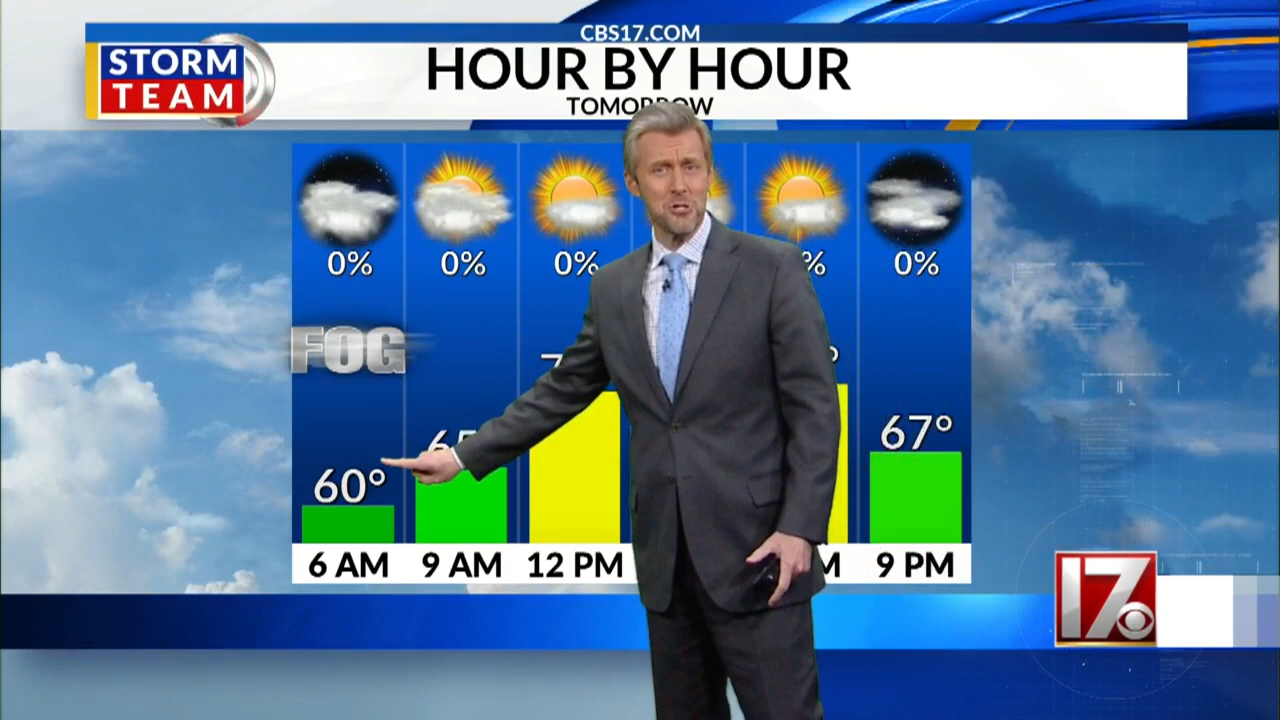 CBS17.COM
STORM
TEAM
HOUR BY HOUR
TOMORROW
0% 0% 0% 0%
FOG
60° 67°
6 AM 9 AM 12 PM 9 PM
17